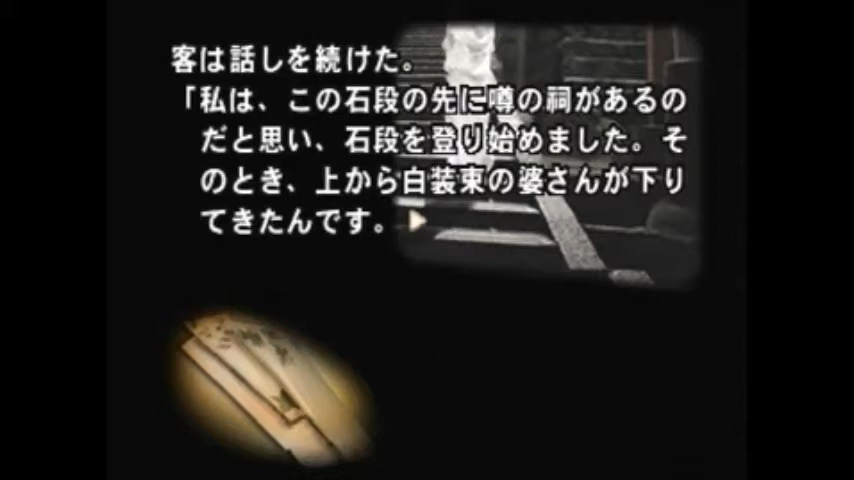 客は話しを続けた。
「私は、この石段の先に噂の祠があるの
だと思い、石段を登り始めました。そ
のとき、上から白装束の婆さんが下り
てきたんです。